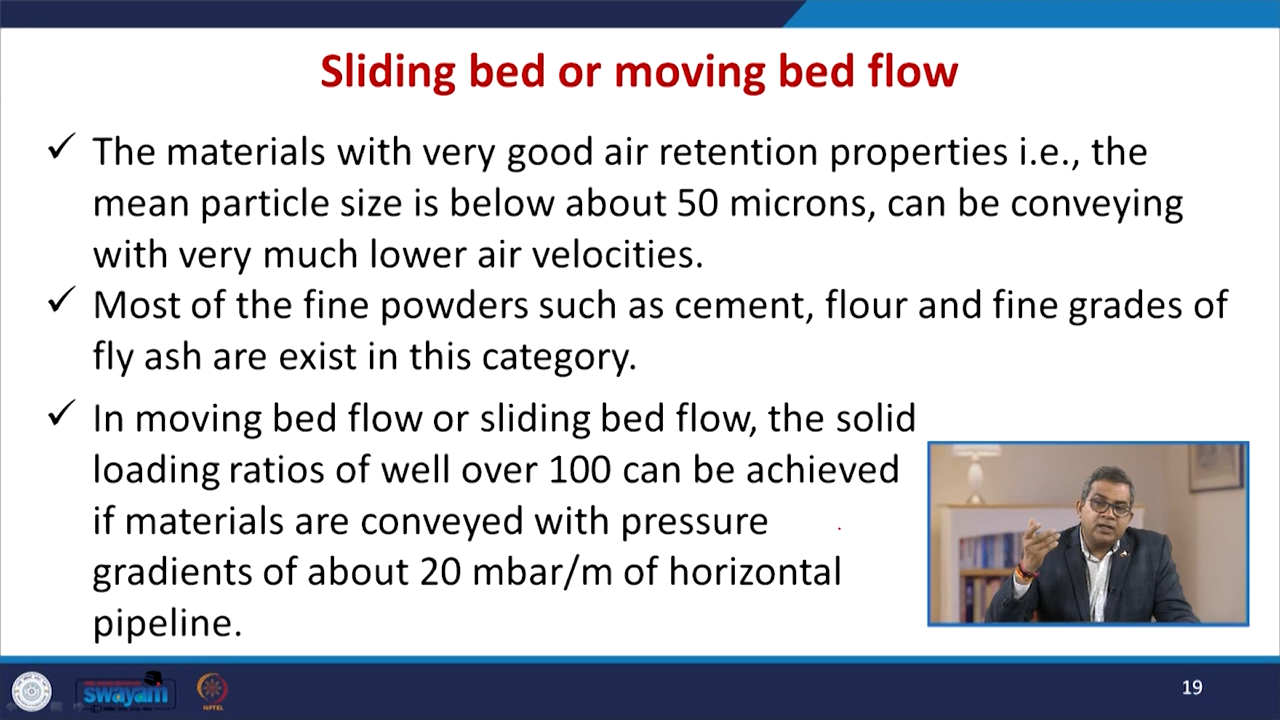 Sliding bed or moving bed flow
✓ The materials with very good air retention properties i.e., the
mean particle size is below about 50 microns, can be conveying
with very much lower air velocities.
✓ Most of the fine powders such as cement, flour and fine grades of
fly ash are exist in this category.
✓ In moving bed flow or sliding bed flow, the solid
loading ratios of well over 100 can be achieved
if materials are conveyed with pressure
gradients of about 20 mbar/m of horizontal
pipeline.
swayam
NPTEL
19